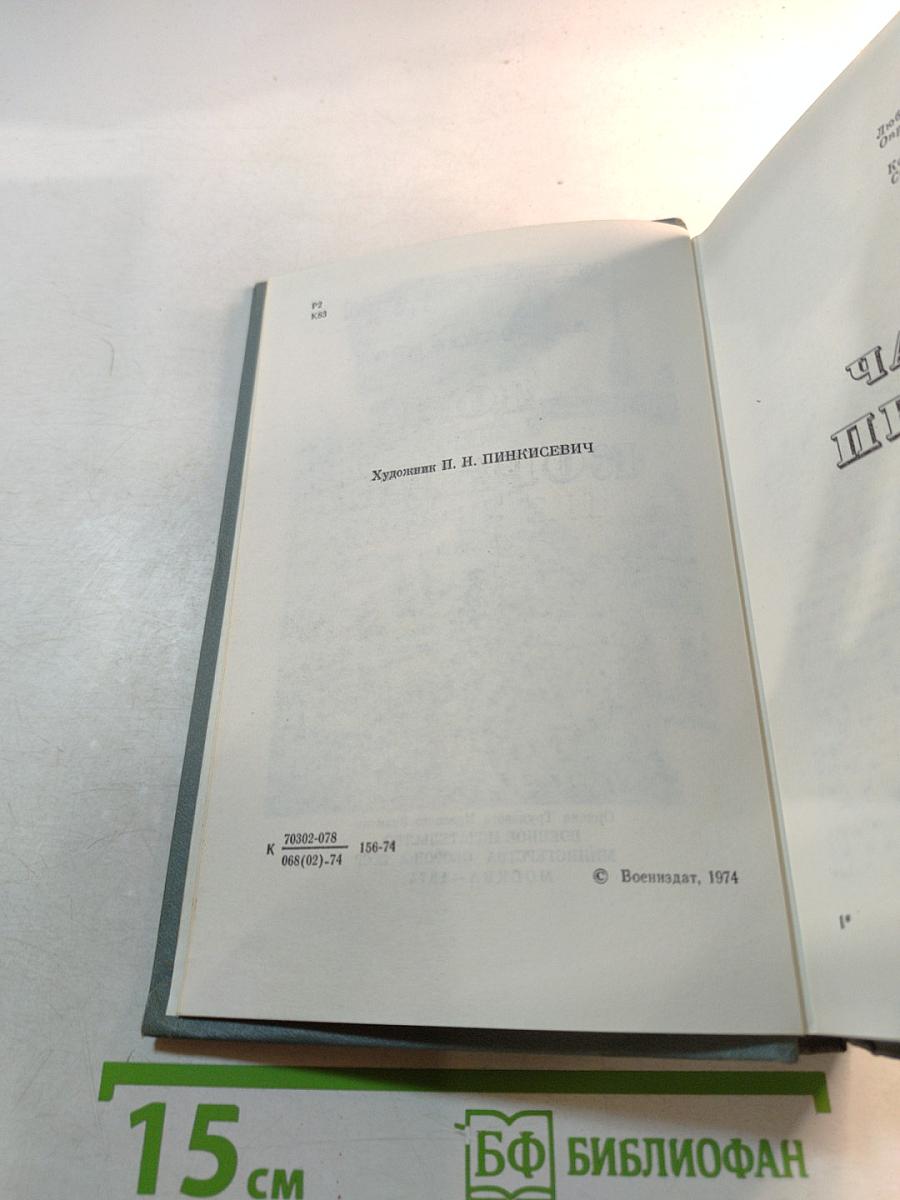 Р2
К83
Художник П. Н. ПИНКИСЕВИЧ
К 70302-078 156-74
068(02)-74
© Воениздат, 1974
1*
15 см
БФ БИБЛИОФАН